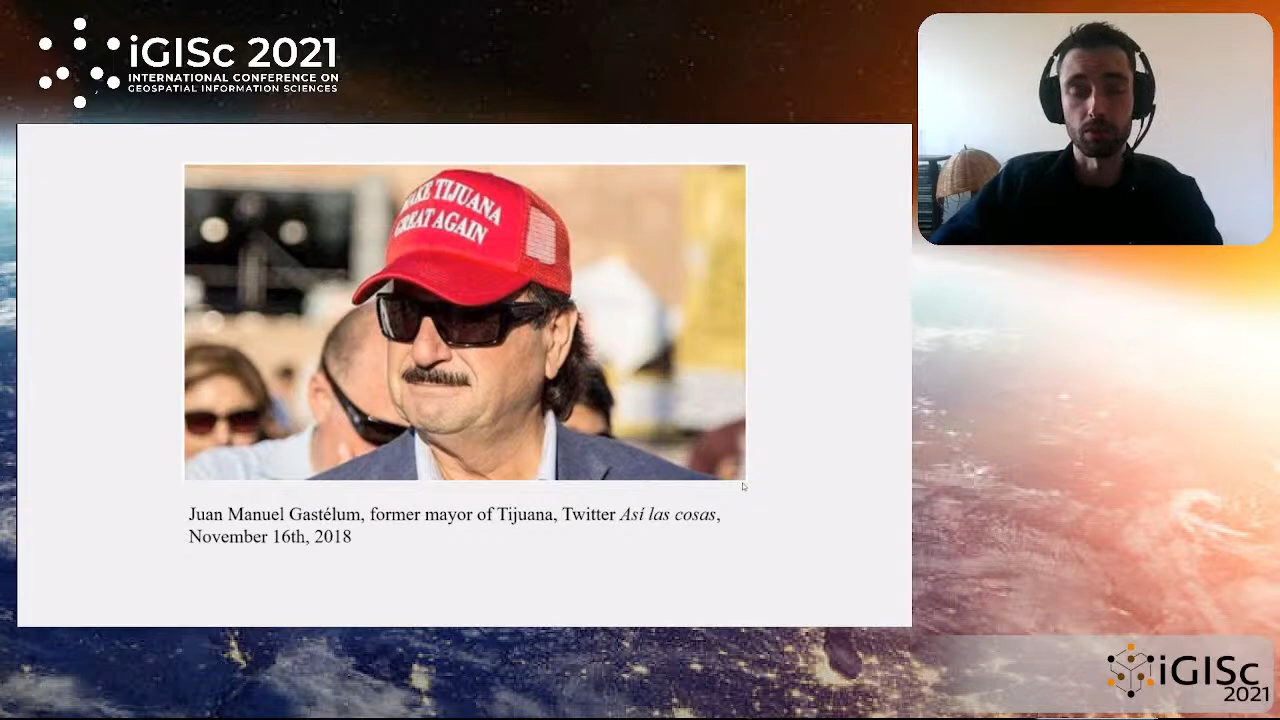 iGISc 2021
INTERNATIONAL CONFERENCE ON
GEOSPATIAL INFORMATION SCIENCES
MAKE TIJUANA
GREAT AGAIN
Juan Manuel Gastélum, former mayor of Tijuana, Twitter Así las cosas,
November 16th, 2018
iGISc
2021